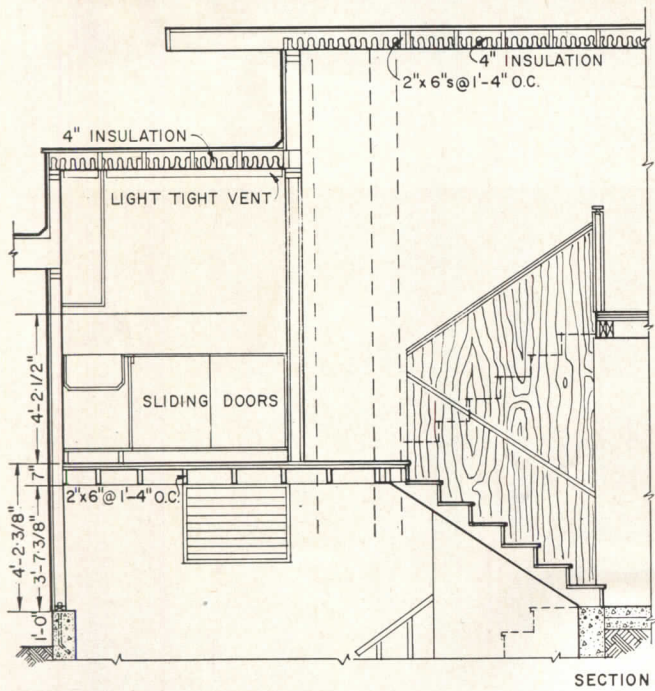 4" INSULATION
2"x 6"s @ 1'-4" O.C.
4" INSULATION
LIGHT TIGHT VENT
4'-2-1/2"
SLIDING DOORS
7"
2"x6"@ 1'-4" O.C.
4'-2-3/8"
3'-7-3/8"
1'-0"
SECTION